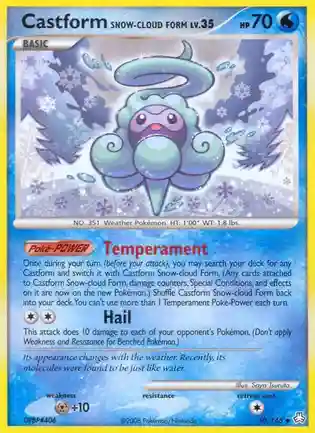 Castform SNOW-CLOUD FORM LV.35 HP 70
BASIC
NO. 351 Weather Pokémon HT: 1'00" WT: 1.8 lbs.
Poké-POWER Temperament
Once during your turn (before your attack), you may search your deck for any
Castform and switch it with Castform Snow-cloud Form. (Any cards attached
to Castform Snow-cloud Form, damage counters, Special Conditions, and effects
on it are now on the new Pokémon.) Shuffle Castform Snow-cloud Form back
into your deck. You can't use more than 1 Temperament Poké-Power each turn.
Hail
This attack does 10 damage to each of your opponent's Pokémon. (Don't apply
Weakness and Resistance for Benched Pokémon.)
Its appearance changes with the weather. Recently, its
molecules were found to be just like water.
Illus. Sayo Tsuruta
weakness resistance retreat cost
+10
©2008 Pokémon/Nintendo